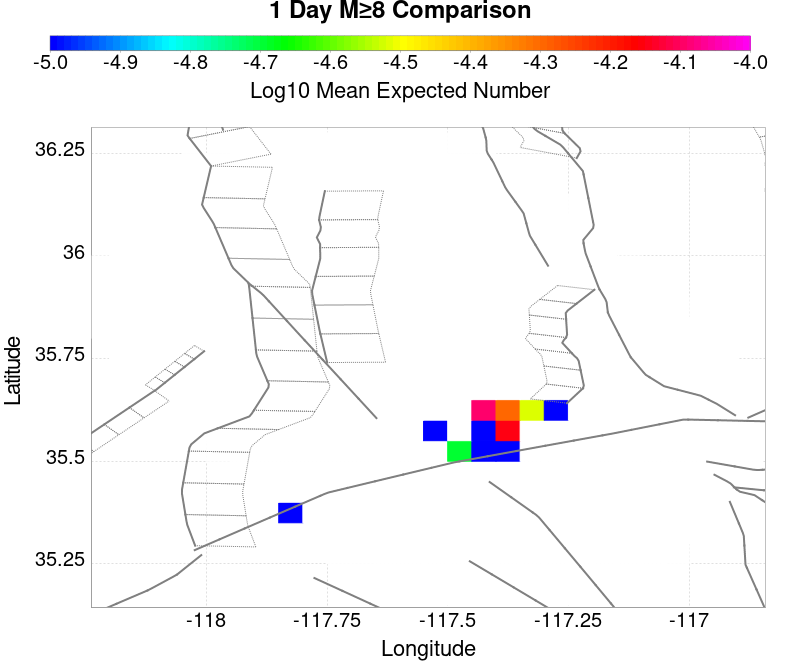 1 Day M≥8 Comparison
-5.0 -4.9 -4.8 -4.7 -4.6 -4.5 -4.4 -4.3 -4.2 -4.1 -4.0
Log10 Mean Expected Number
36.25
36
35.75
35.5
35.25
Latitude
-118 -117.75 -117.5 -117.25 -117
Longitude